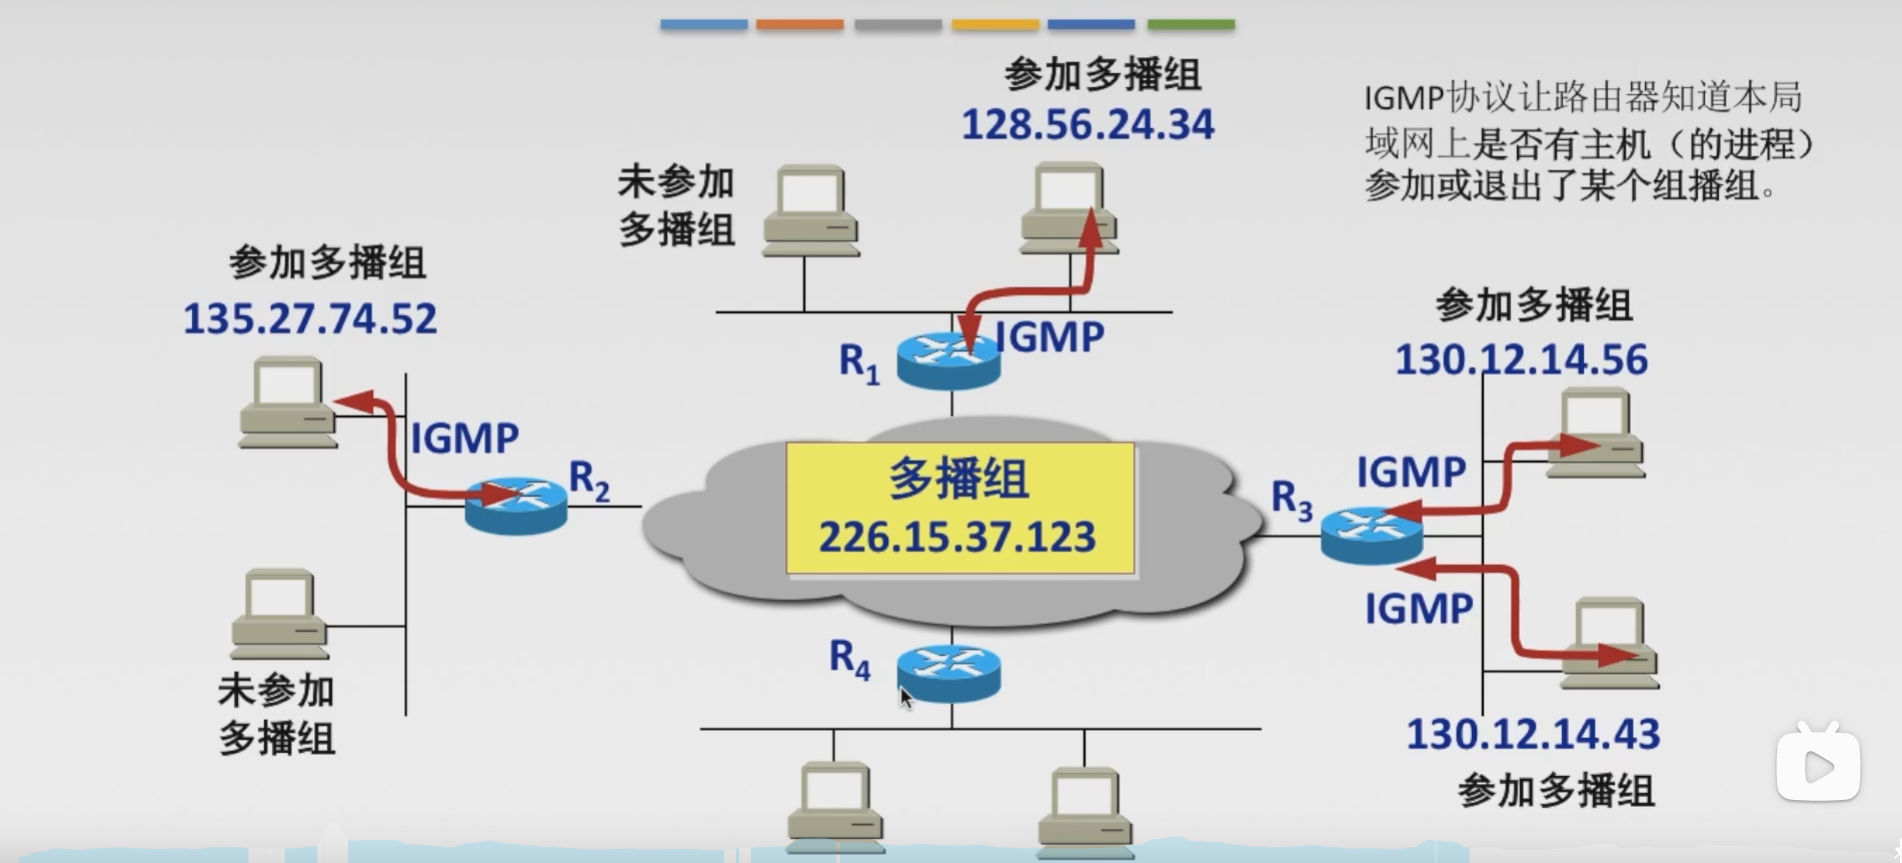 参加多播组
128.56.24.34
IGMP协议让路由器知道本局
域网上是否有主机（的进程）
参加或退出了某个组播组。
未参加
多播组
参加多播组
135.27.74.52
IGMP
R1
参加多播组
130.12.14.56
IGMP
R2
多播组
226.15.37.123
R3
IGMP
IGMP
R4
未参加
多播组
130.12.14.43
参加多播组